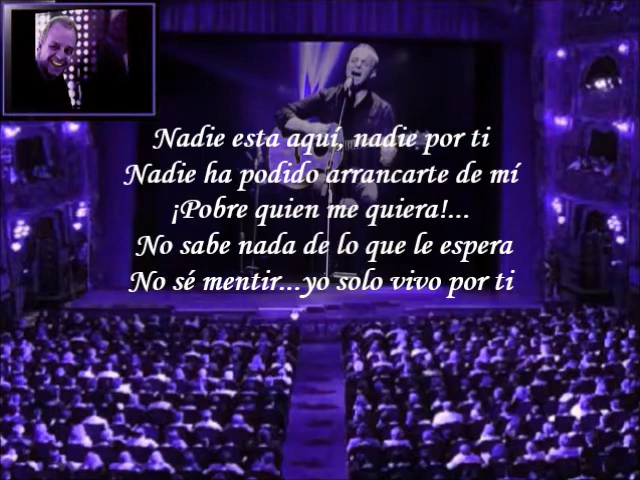 Nadie esta aquí, nadie por ti
Nadie ha podido arrancarte de mí
¡Pobre quien me quiera!...
No sabe nada de lo que le espera
No sé mentir...yo solo vivo por ti